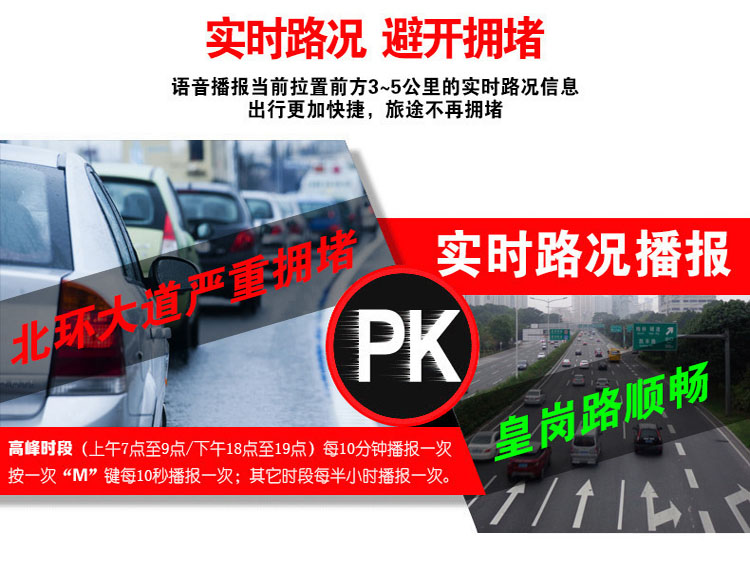 实时路况 避开拥堵
语音播报当前拉置前方3~5公里的实时路况信息
出行更加快捷，旅途不再拥堵
实时路况播报
北环大道严重拥堵
PK
皇岗路顺畅
高峰时段（上午7点至9点/下午18点至19点）每10分钟播报一次
按一次“M”键每10秒播报一次；其它时段每半小时播报一次。